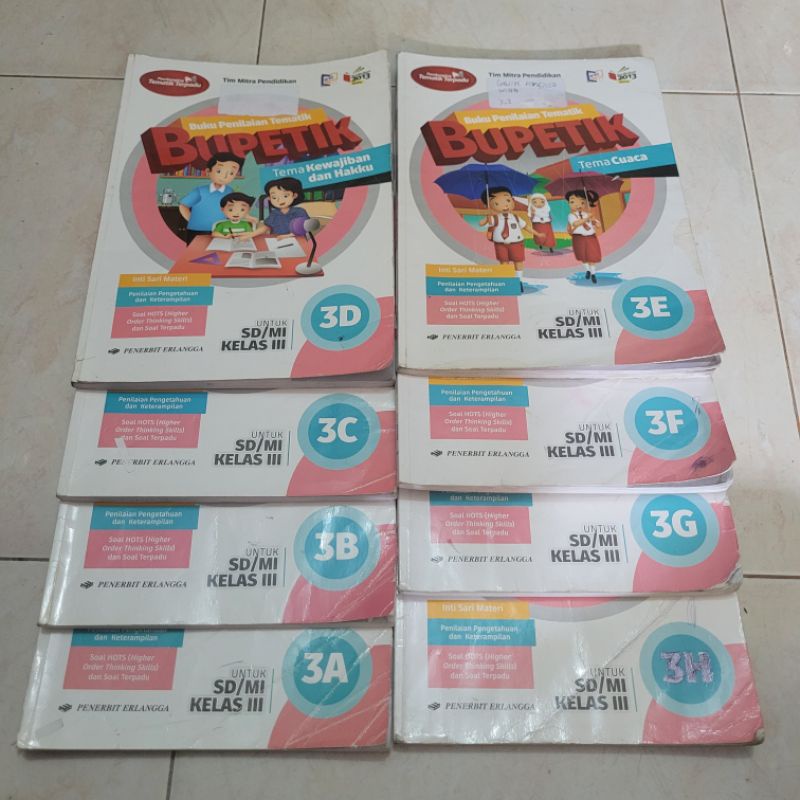 Pembelajaran
Tematik Terpadu
Tim Mitra Pendidikan
2013
Buku Penilaian Tematik
BUPETIK
Tema Kewajiban
dan Hakku
Inti Sari Materi
Penilaian Pengetahuan
dan Keterampilan
Soal HOTS (Higher
Order Thinking Skills)
dan Soal Terpadu
PENERBIT ERLANGGA
UNTUK
SD/MI
KELAS III
3D
Penilaian Pengetahuan
dan Keterampilan
Soal HOTS (Higher
Order Thinking Skills)
dan Soal Terpadu
PENERBIT ERLANGGA
UNTUK
SD/MI
KELAS III
3C
Penilaian Pengetahuan
dan Keterampilan
Soal HOTS (Higher
Order Thinking Skills)
dan Soal Terpadu
PENERBIT ERLANGGA
UNTUK
SD/MI
KELAS III
3B
dan Keterampilan
Soal HOTS (Higher
Order Thinking Skills)
dan Soal Terpadu
PENERBIT ERLANGGA
UNTUK
SD/MI
KELAS III
3A
Pembelajaran
Tematik Terpadu
Tim Mitra Pendidikan
2013
Buku Penilaian Tematik
BUPETIK
Tema Cuaca
Inti Sari Materi
Penilaian Pengetahuan
dan Keterampilan
Soal HOTS (Higher
Order Thinking Skills)
dan Soal Terpadu
PENERBIT ERLANGGA
UNTUK
SD/MI
KELAS III
3E
Penilaian Pengetahuan
dan Keterampilan
Soal HOTS (Higher
Order Thinking Skills)
dan Soal Terpadu
PENERBIT ERLANGGA
UNTUK
SD/MI
KELAS III
3F
dan Keterampilan
Soal HOTS (Higher
Order Thinking Skills)
dan Soal Terpadu
PENERBIT ERLANGGA
UNTUK
SD/MI
KELAS III
3G
Inti Sari Materi
Penilaian Pengetahuan
dan Keterampilan
Soal HOTS (Higher
Order Thinking Skills)
dan Soal Terpadu
PENERBIT ERLANGGA
UNTUK
SD/MI
KELAS III
3H